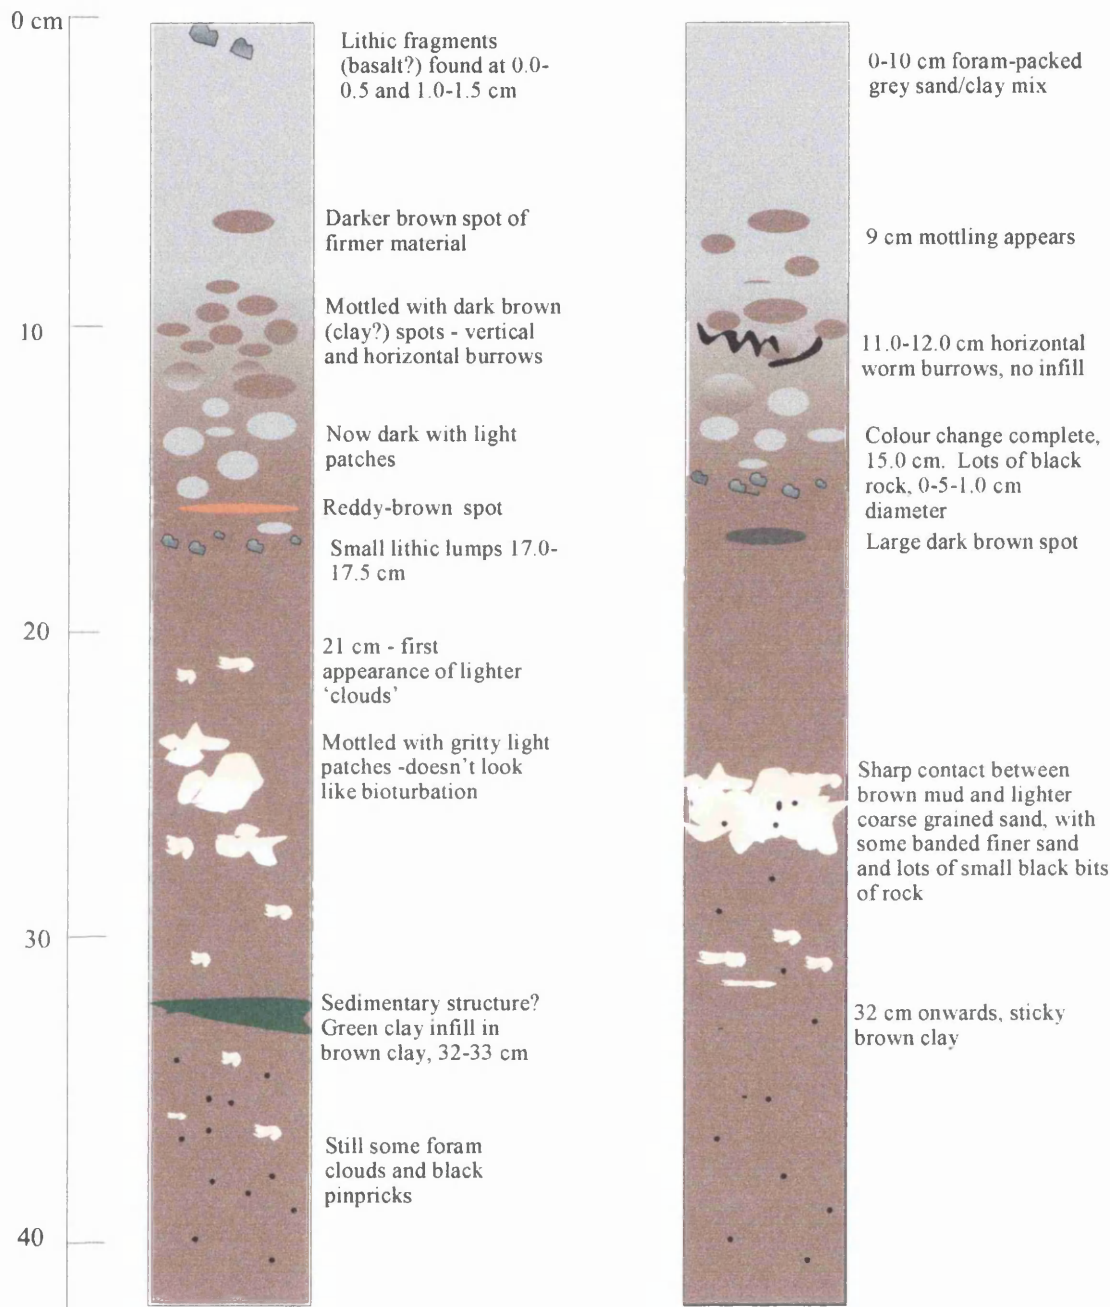 0 cm
10
20
30
40
Lithic fragments
(basalt?) found at 0.0-
0.5 and 1.0-1.5 cm
Darker brown spot of
firmer material
Mottled with dark brown
(clay?) spots - vertical
and horizontal burrows
Now dark with light
patches
Reddy-brown spot
Small lithic lumps 17.0-
17.5 cm
21 cm - first
appearance of lighter
‘clouds’
Mottled with gritty light
patches -doesn't look
like bioturbation
Sedimentary structure?
Green clay infill in
brown clay, 32-33 cm
Still some foram
clouds and black
pinpricks
0-10 cm foram-packed
grey sand/clay mix
9 cm mottling appears
11.0-12.0 cm horizontal
worm burrows, no infill
Colour change complete,
15.0 cm. Lots of black
rock, 0-5-1.0 cm
diameter
Large dark brown spot
Sharp contact between
brown mud and lighter
coarse grained sand, with
some banded finer sand
and lots of small black bits
of rock
32 cm onwards, sticky
brown clay